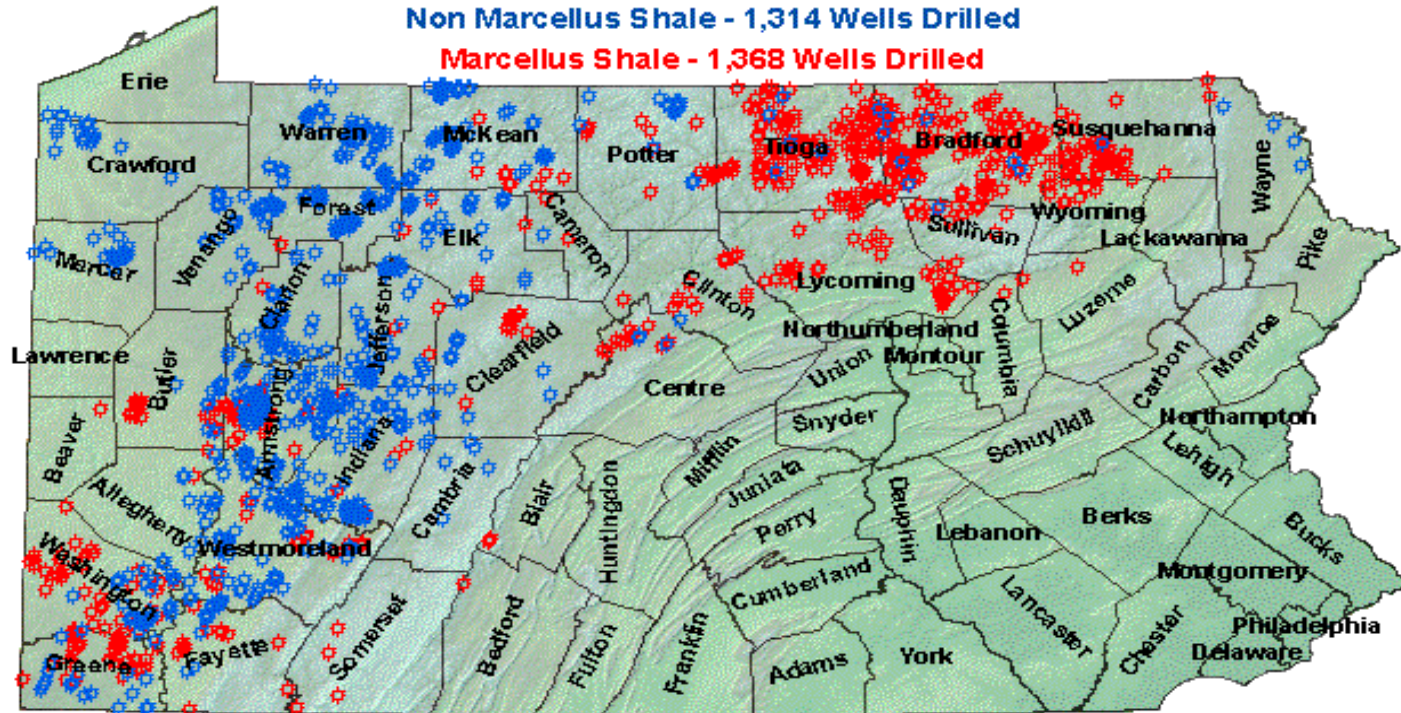 Non Marcellus Shale - 1,314 Wells Drilled
Marcellus Shale - 1,368 Wells Drilled
Erie
Crawford
Warren
McKean
Potter
Tioga
Bradford
Susquehanna
Wayne
Mercer
Venango
Forest
Elk
Cameron
Sullivan
Wyoming
Lackawanna
Pike
Clarion
Jefferson
Clearfield
Clinton
Lycoming
Luzerne
Lawrence
Butler
Armstrong
Indiana
Centre
Northumberland
Montour
Columbia
Union
Snyder
Carbon
Monroe
Northampton
Lehigh
Schuylkill
Beaver
Allegheny
Westmoreland
Cambria
Blair
Huntingdon
Mifflin
Juniata
Perry
Dauphin
Lebanon
Berks
Bucks
Montgomery
Washington
Greene
Fayette
Somerset
Bedford
Fulton
Franklin
Cumberland
Adams
York
Lancaster
Chester
Delaware
Philadelphia